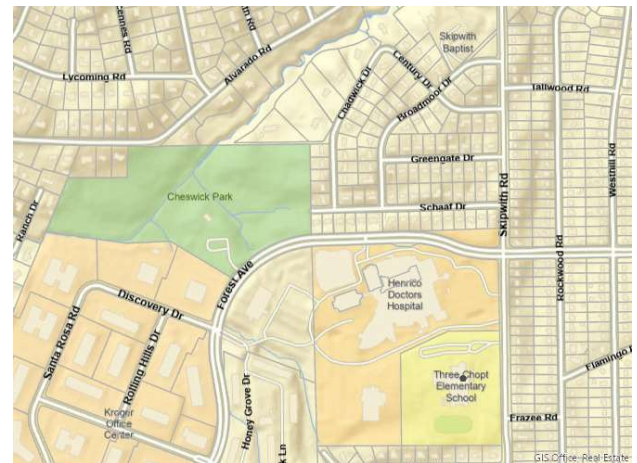 cennes Rd
Lycoming Rd
Alvarado Rd
Skipwith
Baptist
Century Dr
Chadwick Dr
Broadmoor Dr
Tallwood Rd
Westhill Rd
Greengate Dr
Cheswick Park
Schaaf Dr
Skipwith Rd
Ranch Dr
Forest Ave
Rockwood Rd
Henrico
Doctors
Hospital
Discovery Dr
Santa Rosa Rd
Rolling Hills Dr
Three Chopt
Elementary
School
Flamingo R
Honey Grove Dr
Kroger
Office
Center
Frazee Rd
k Ln
GIS Office, Real Estate